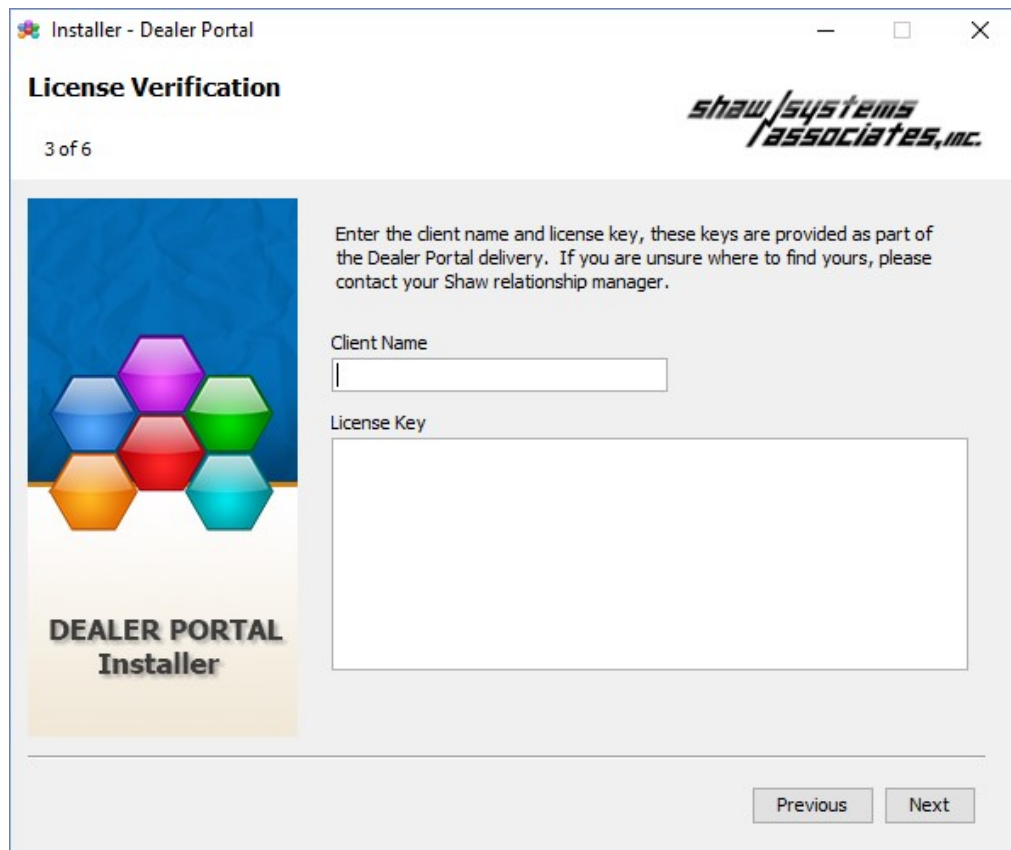 Installer - Dealer Portal
License Verification
3 of 6
shaw/systems
associates, inc.
Enter the client name and license key, these keys are provided as part of
the Dealer Portal delivery.  If you are unsure where to find yours, please
contact your Shaw relationship manager.
Client Name
License Key
DEALER PORTAL
Installer
Previous
Next